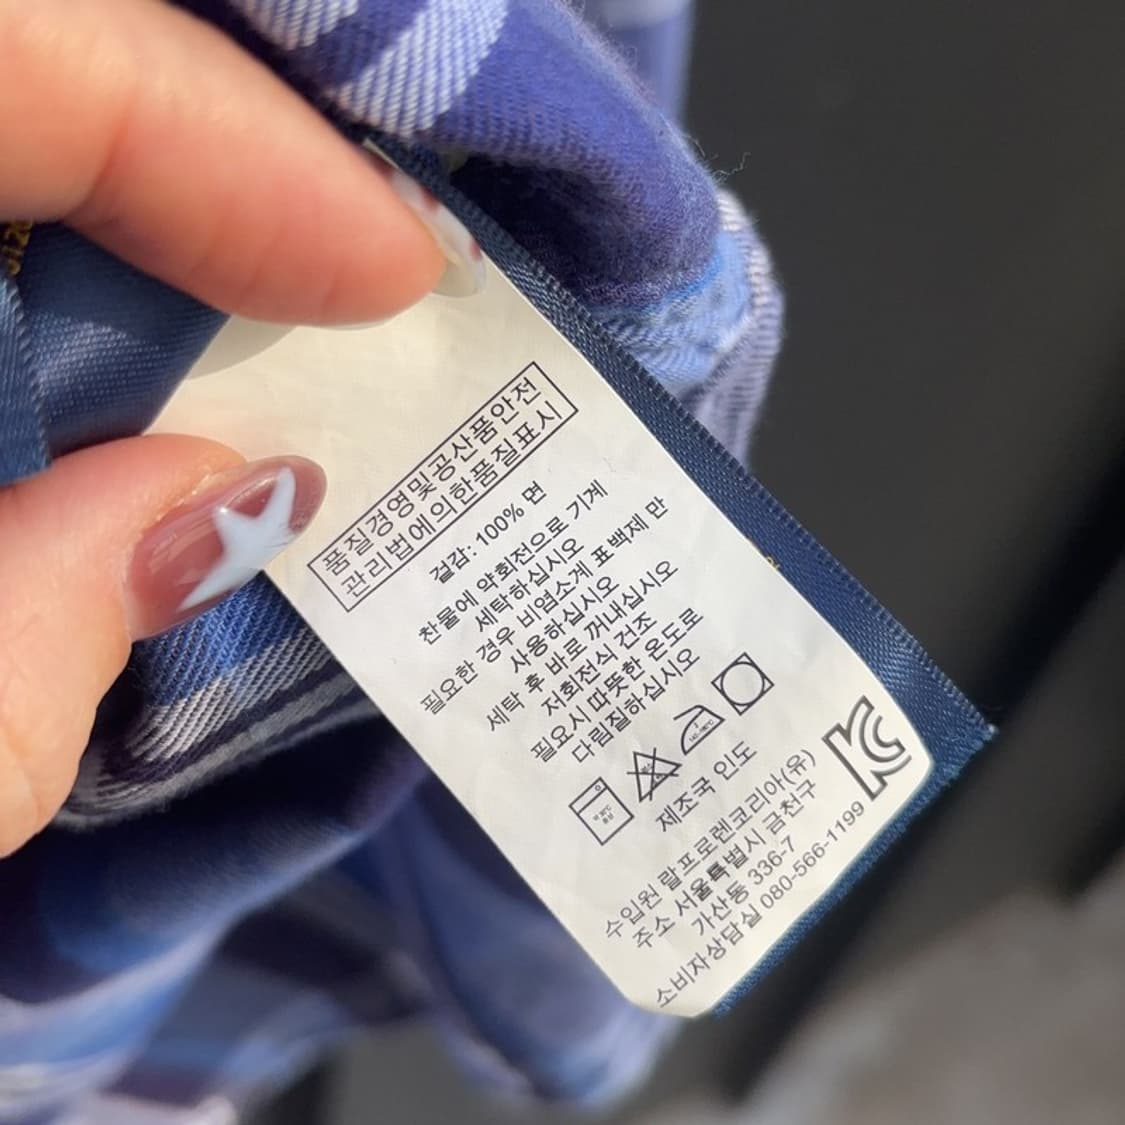 품질경영및공산품안전
관리법에의한품질표시
겉감:: 100% 면
찬물에 약회전으로 기계
세탁하십시오
필요한 경우 비염소계 표백제 만
사용하십시오
세탁 후 바로 꺼내십시오
저회전식 건조
필요시 따뜻한 온도로
다림질하십시오
제조국 인도
수입원 랄프로렌코리아(유)
주소 서울특별시 금천구
가산동 336-7
소비자상담실 080-566-1199